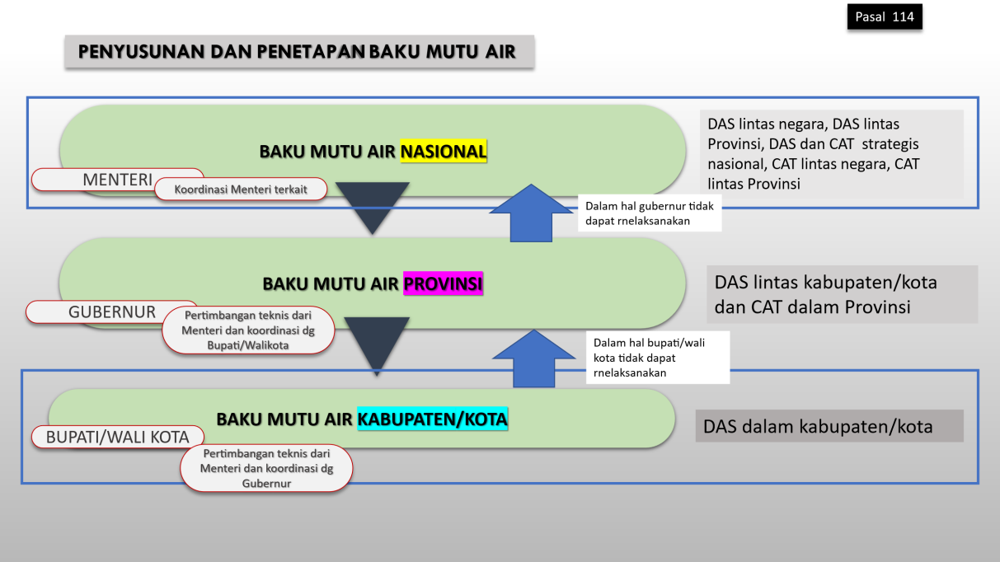 Pasal 114
PENYUSUNAN DAN PENETAPAN BAKU MUTU AIR
BAKU MUTU AIR NASIONAL
MENTERI
Koordinasi Menteri terkait
DAS lintas negara, DAS lintas
Provinsi, DAS dan CAT strategis
nasional, CAT lintas negara, CAT
lintas Provinsi
Dalam hal gubernur tidak
dapat rnelaksanakan
BAKU MUTU AIR PROVINSI
GUBERNUR
Pertimbangan teknis dari
Menteri dan koordinasi dg
Bupati/Walikota
DAS lintas kabupaten/kota
dan CAT dalam Provinsi
Dalam hal bupati/wali
kota tidak dapat
rnelaksanakan
BAKU MUTU AIR KABUPATEN/KOTA
BUPATI/WALI KOTA
Pertimbangan teknis dari
Menteri dan koordinasi dg
Gubernur
DAS dalam kabupaten/kota